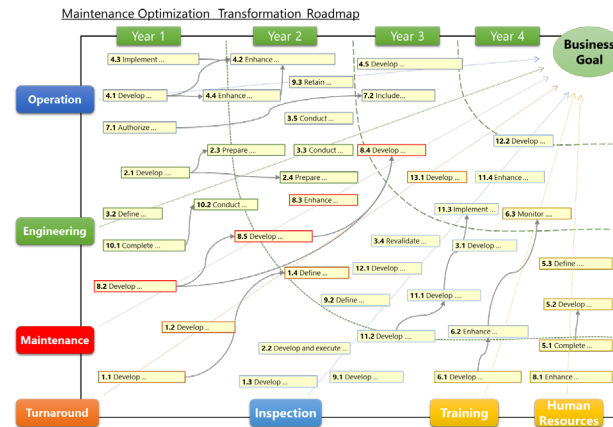 Maintenance Optimization Transformation Roadmap
Year 1
Year 2
Year 3
Year 4
Business
Goal
4.3 Implement ...
4.2 Enhance ...
4.5 Develop ...
9.3 Retain ...
Operation
4.1 Develop ...
4.4 Enhance ...
7.2 Include...
3.5 Conduct ...
7.1 Authorize ...
12.2 Develop ...
2.3 Prepare ....
3.3 Conduct ...
8.4 Develop ...
2.1 Develop ....
2.4 Prepare ...
13.1 Develop ...
11.4 Enhance ...
8.3 Enhance ...
10.2 Conduct ...
3.2 Define ...
11.3 Implement ...
6.3 Monitor ...
Engineering
8.5 Develop ...
10.1 Complete ...
3.4 Revalidate ...
3.1 Develop ...
1.4 Define ...
12.1 Develop ...
5.3 Define ...
8.2 Develop ...
9.2 Define ...
11.1 Develop ....
5.2 Develop ...
1.2 Develop ...
Maintenance
11.2 Develop ....
6.2 Enhance ...
2.2 Develop and execute ...
5.1 Complete ...
1.1 Develop ...
1.3 Develop ...
9.1 Develop ...
6.1 Develop ...
8.1 Enhance ...
Turnaround
Inspection
Training
Human
Resources